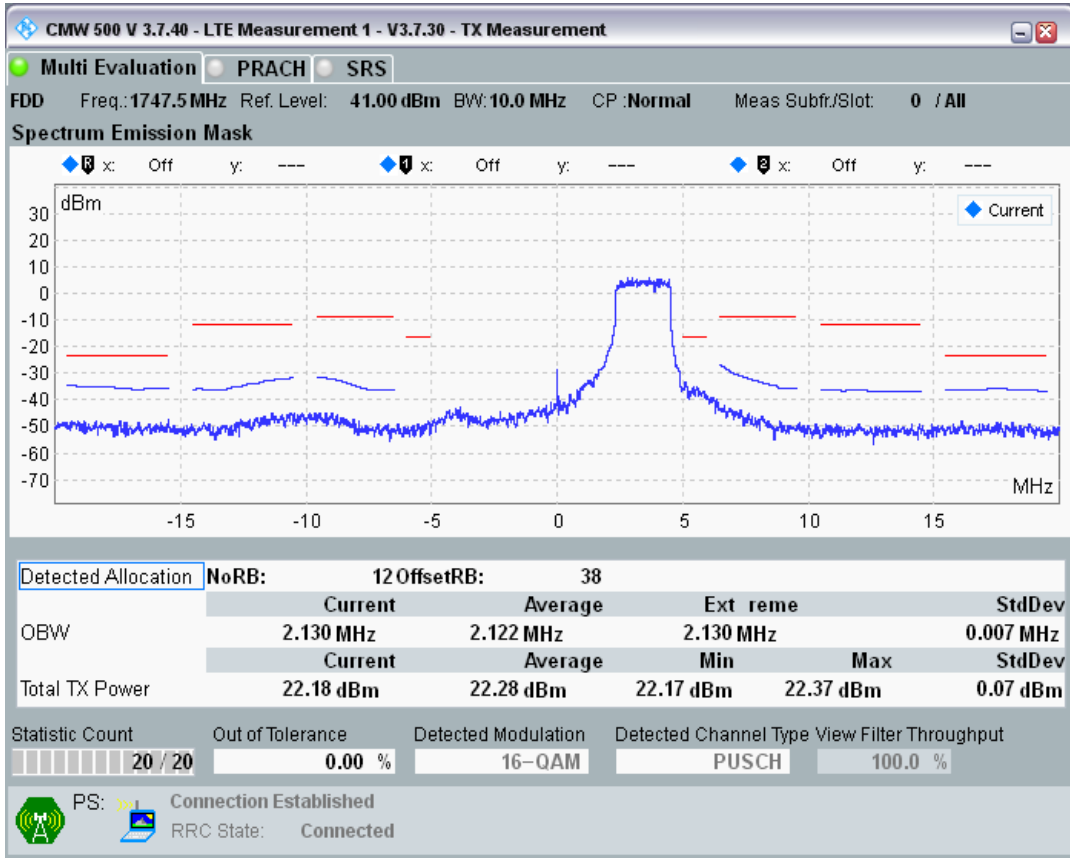 CMW 500 V 3.7.40 - LTE Measurement 1 - V3.7.30 - TX Measurement
Multi Evaluation PRACH SRS
FDD Freq.: 1747.5 MHz Ref. Level: 41.00 dBm BW: 10.0 MHz CP :Normal Meas Subfr./Slot: 0 / All
Spectrum Emission Mask
R x: Off y: --- 1 x: Off y: --- 2 x: Off y: ---
dBm
Current
30
20
10
0
-10
-20
-30
-40
-50
-60
-70
MHz
-15 -10 -5 0 5 10 15
Detected Allocation NoRB: 12 OffsetRB: 38
Current Average Ext reme StdDev
OBW 2.130 MHz 2.122 MHz 2.130 MHz 0.007 MHz
Current Average Min Max StdDev
Total TX Power 22.18 dBm 22.28 dBm 22.17 dBm 22.37 dBm 0.07 dBm
Statistic Count Out of Tolerance Detected Modulation Detected Channel Type View Filter Throughput
20 / 20 0.00 % 16-QAM PUSCH 100.0 %
PS: Connection Established
RRC State: Connected